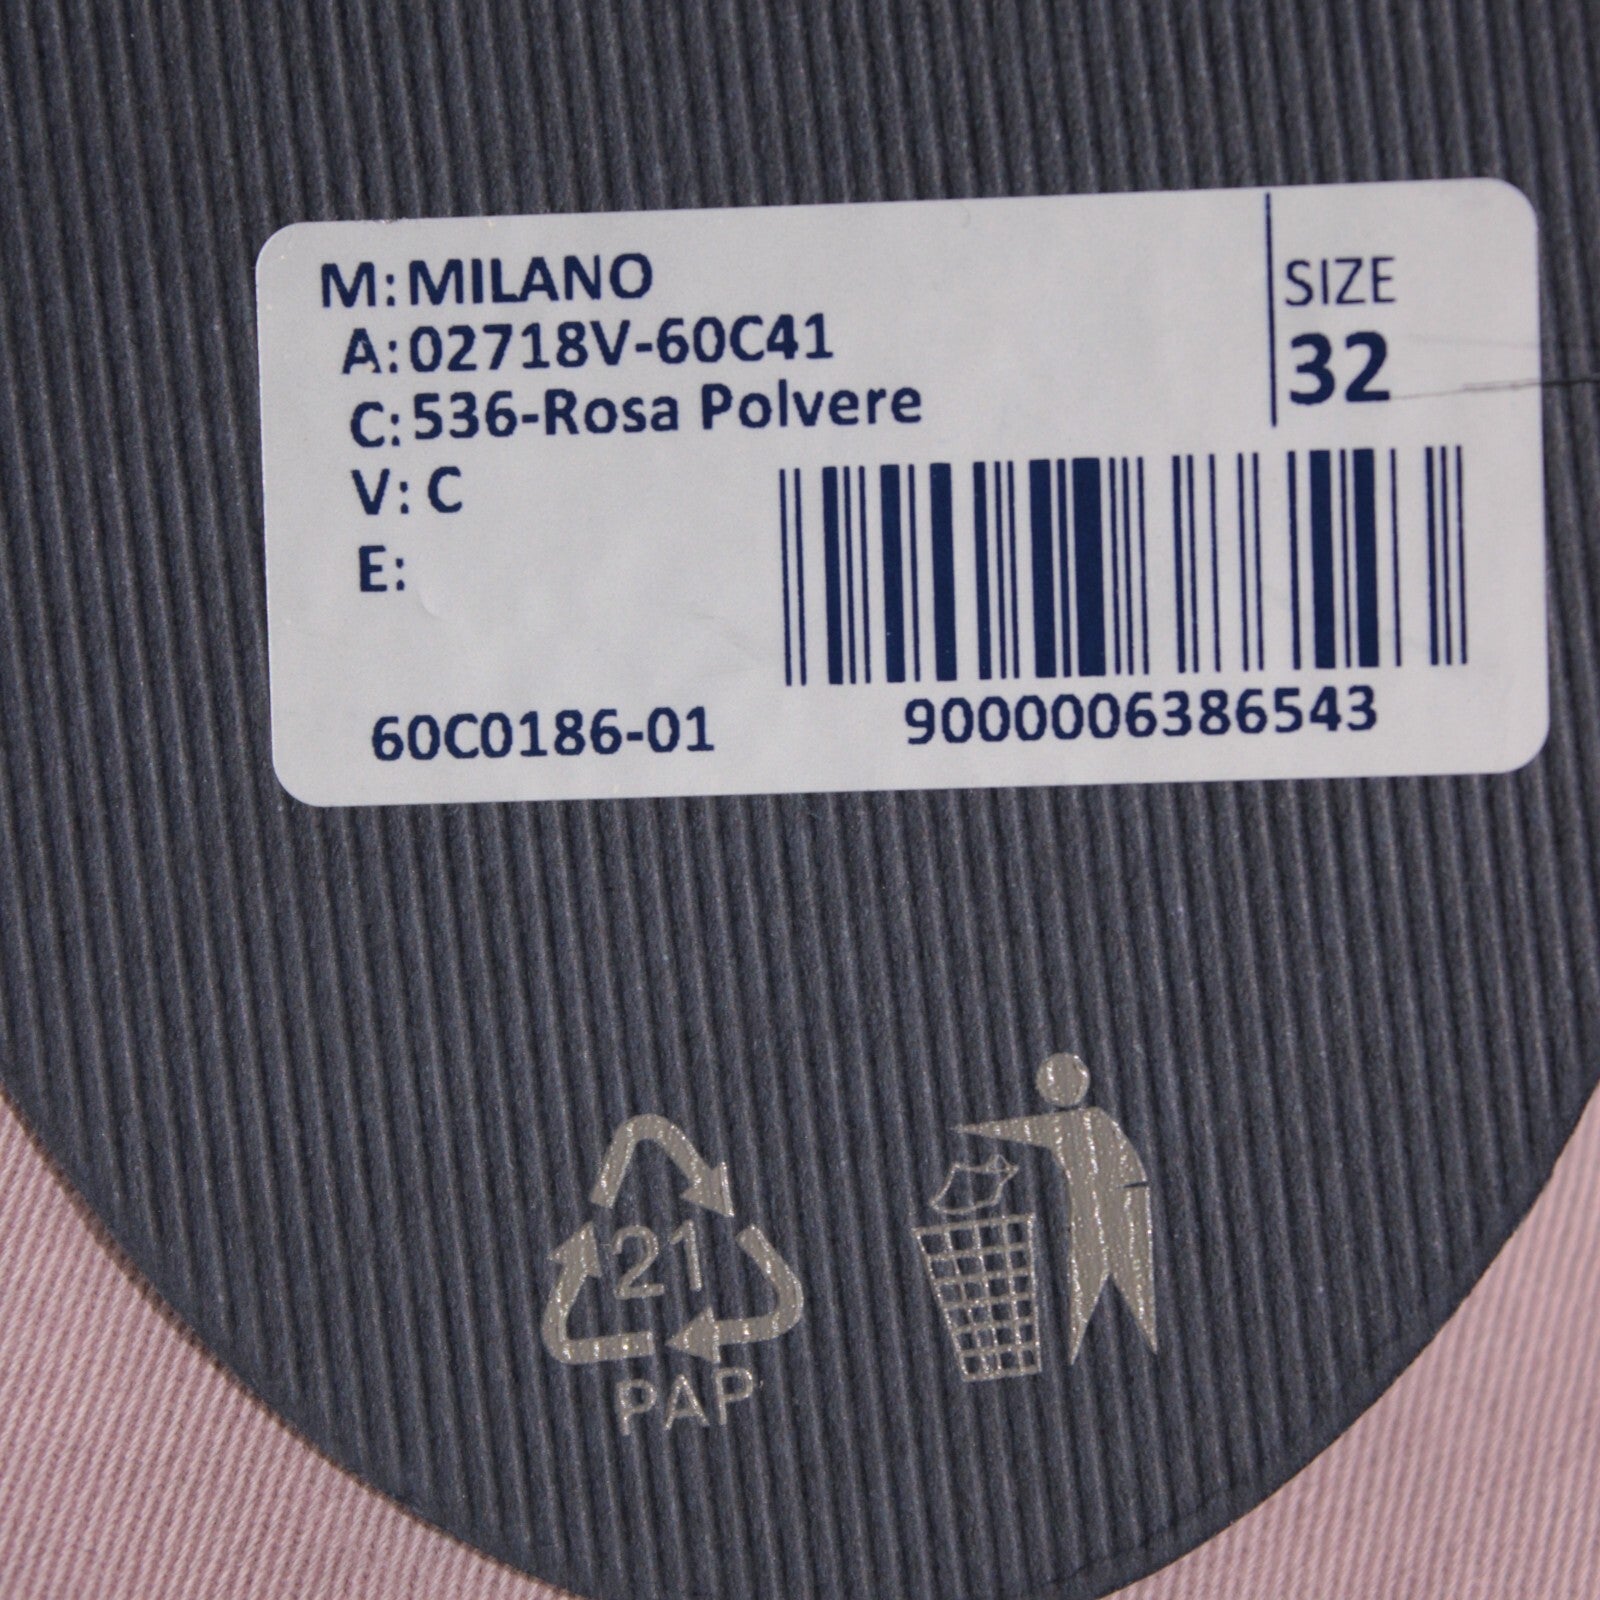 M: MILANO
A: 02718V-60C41
C: 536-Rosa Polvere
V: C
E:
SIZE
32
60C0186-01
9000006386543
21
PAP